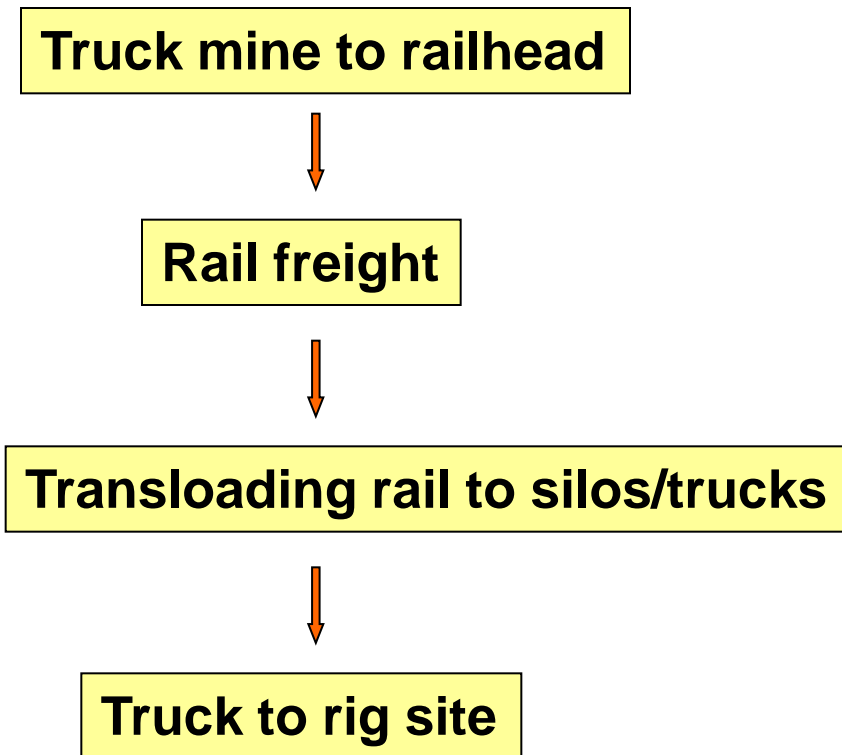 Truck mine to railhead
Rail freight
Transloading rail to silos/trucks
Truck to rig site